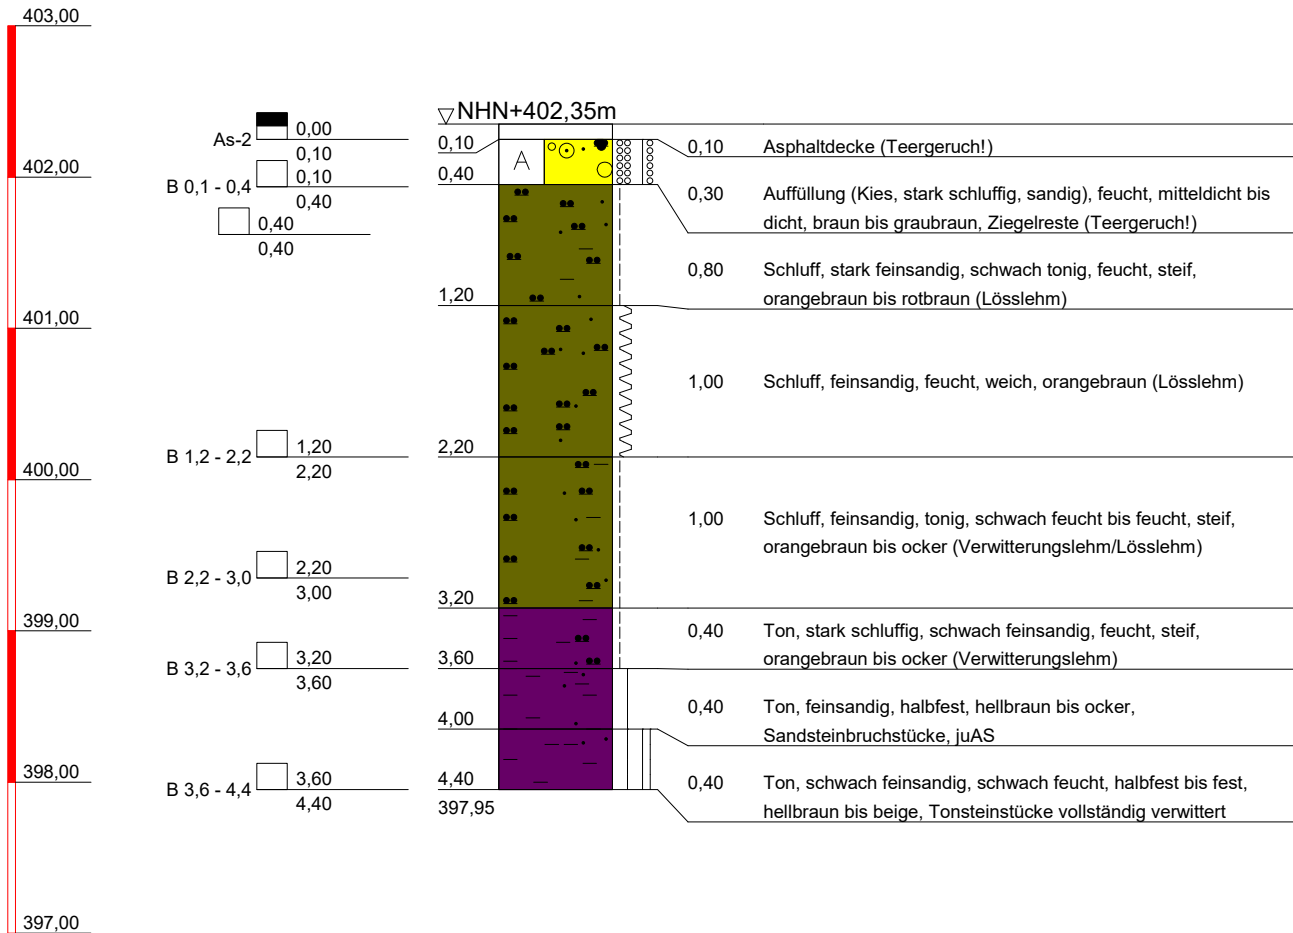 403,00
402,00
401,00
400,00
399,00
398,00
397,00
As-2
0,00
0,10
B 0,1 - 0,4
0,10
0,40
0,40
0,40
B 1,2 - 2,2
1,20
2,20
B 2,2 - 3,0
2,20
3,00
B 3,2 - 3,6
3,20
3,60
B 3,6 - 4,4
3,60
4,40
NHN+402,35m
0,10
0,40
1,20
2,20
3,20
3,60
4,00
4,40
397,95
A
0,10 Asphaltdecke (Teergeruch!)
0,30 Auffüllung (Kies, stark schluffig, sandig), feucht, mitteldicht bis
dicht, braun bis graubraun, Ziegelreste (Teergeruch!)
0,80 Schluff, stark feinsandig, schwach tonig, feucht, steif,
orangebraun bis rotbraun (Lösslehm)
1,00 Schluff, feinsandig, feucht, weich, orangebraun (Lösslehm)
1,00 Schluff, feinsandig, tonig, schwach feucht bis feucht, steif,
orangebraun bis ocker (Verwitterungslehm/Lösslehm)
0,40 Ton, stark schluffig, schwach feinsandig, feucht, steif,
orangebraun bis ocker (Verwitterungslehm)
0,40 Ton, feinsandig, halbfest, hellbraun bis ocker,
Sandsteinbruchstücke, juAS
0,40 Ton, schwach feinsandig, schwach feucht, halbfest bis fest,
hellbraun bis beige, Tonsteinstücke vollständig verwittert